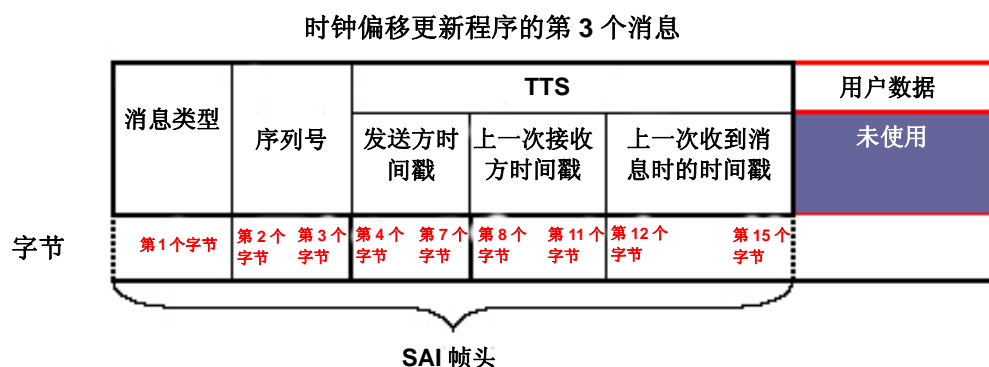 时钟偏移更新程序的第 3 个消息
消息类型
序列号
TTS
发送方时
间戳
上一次接收
方时间戳
上一次收到消
息时的时间戳
用户数据
未使用
字节
第1个字节
第 2 个
字节
第 3 个
字节
第 4 个
字节
第 7 个
字节
第 8 个
字节
第 11 个
字节
第 12 个
字节
第 15 个
字节
SAI 帧头